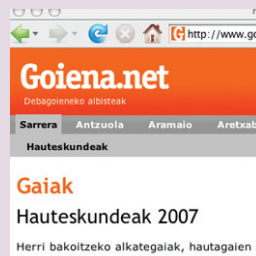 http://www.go
Goiena.net
Debagoieneko albisteak
Sarrera Antzuola Aramaio Aretxab
Hauteskundeak
Gaiak
Hauteskundeak 2007
Herri bakoitzeko alkategaiak, hautagaien